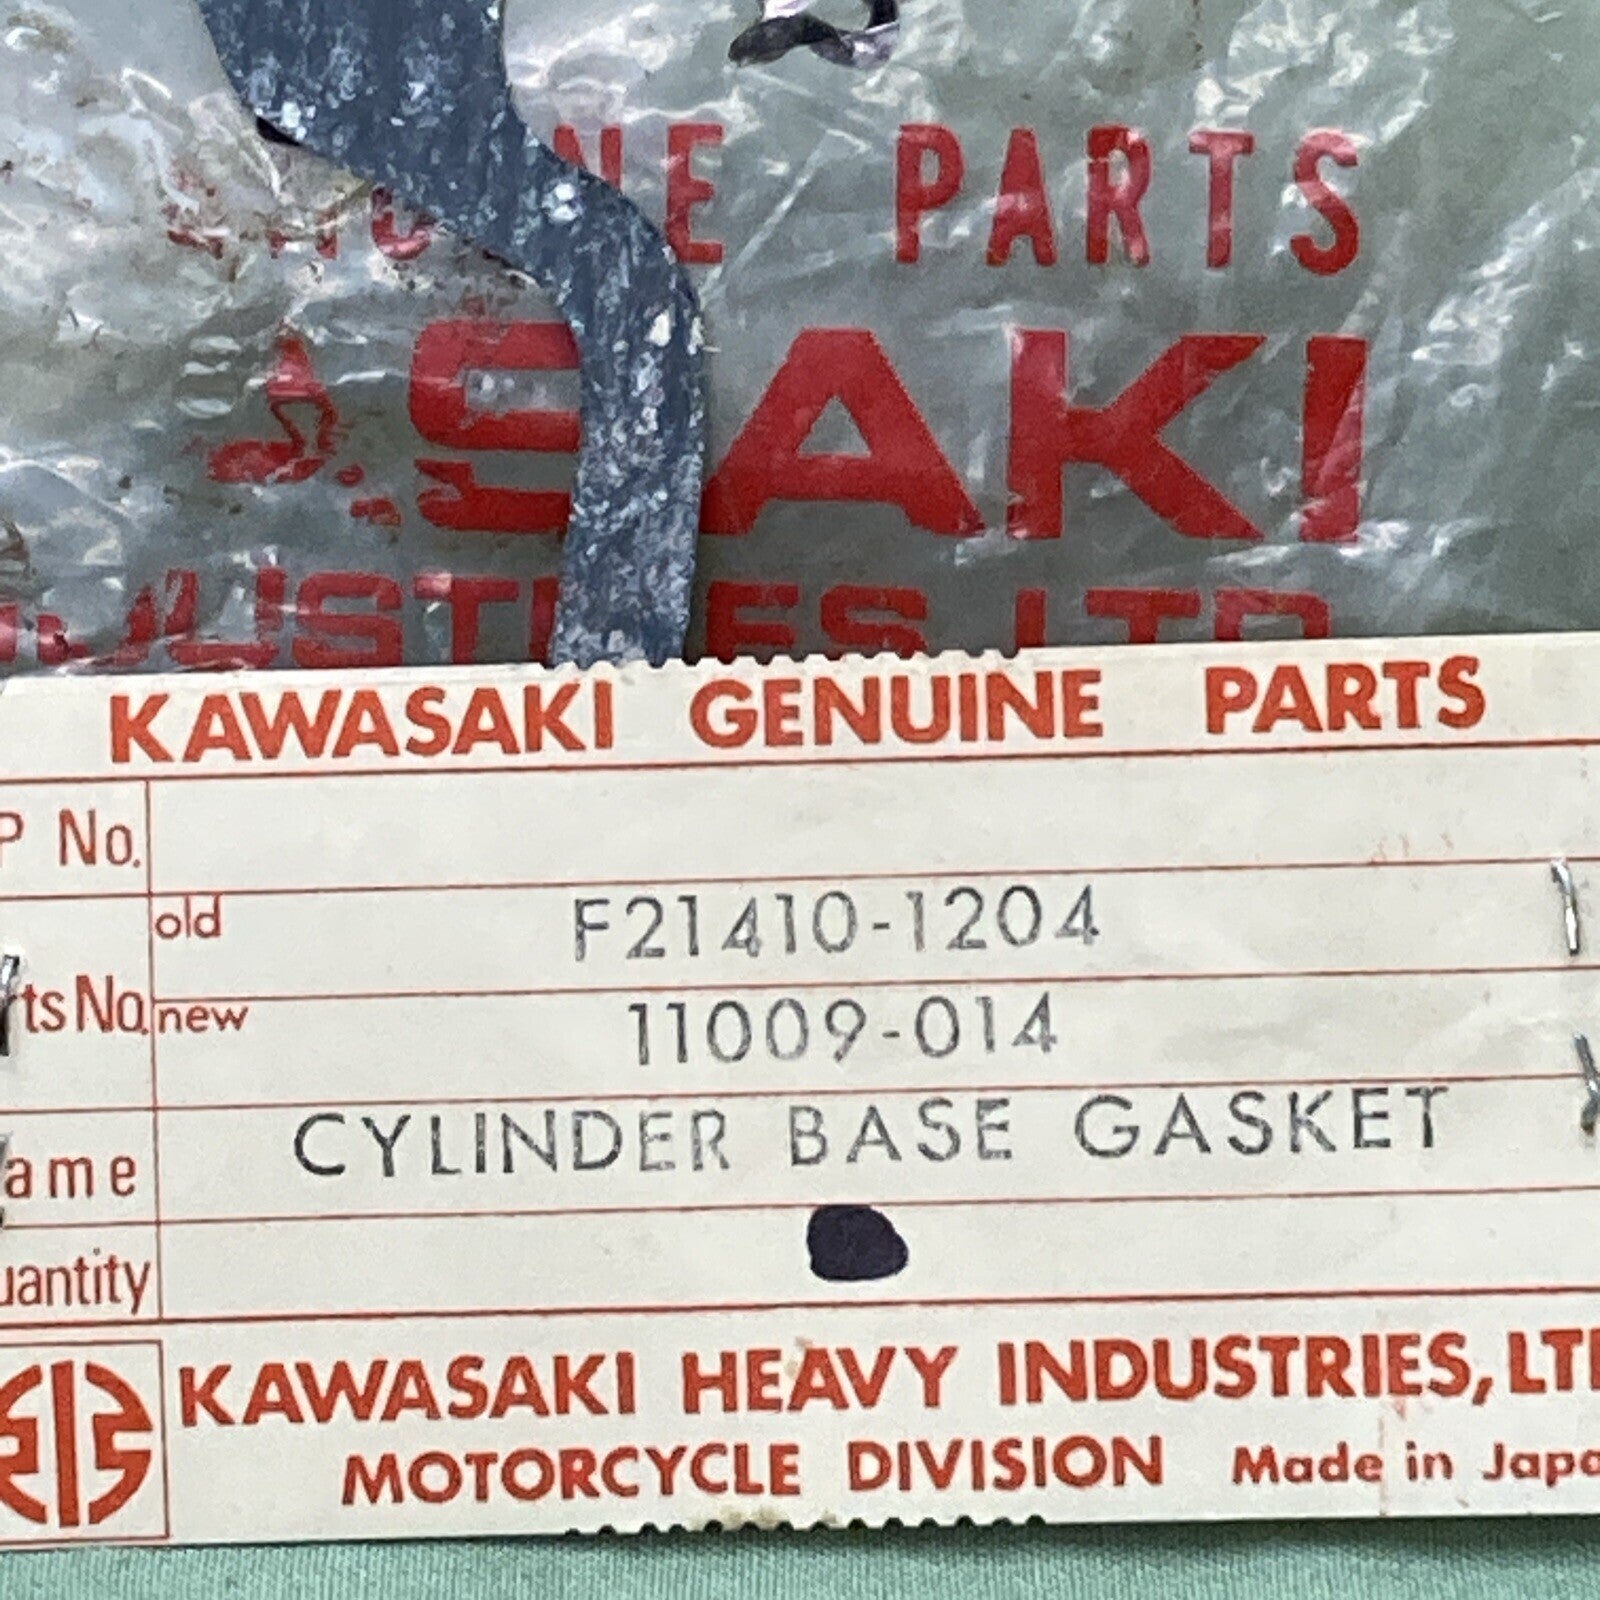 PARTS
SAKI
LTD
KAWASAKI GENUINE PARTS
P No.
old F21410-1204
ts No. new 11009-014
ame CYLINDER BASE GASKET
uantity
KAWASAKI HEAVY INDUSTRIES, LT
MOTORCYCLE DIVISION Made in Japa